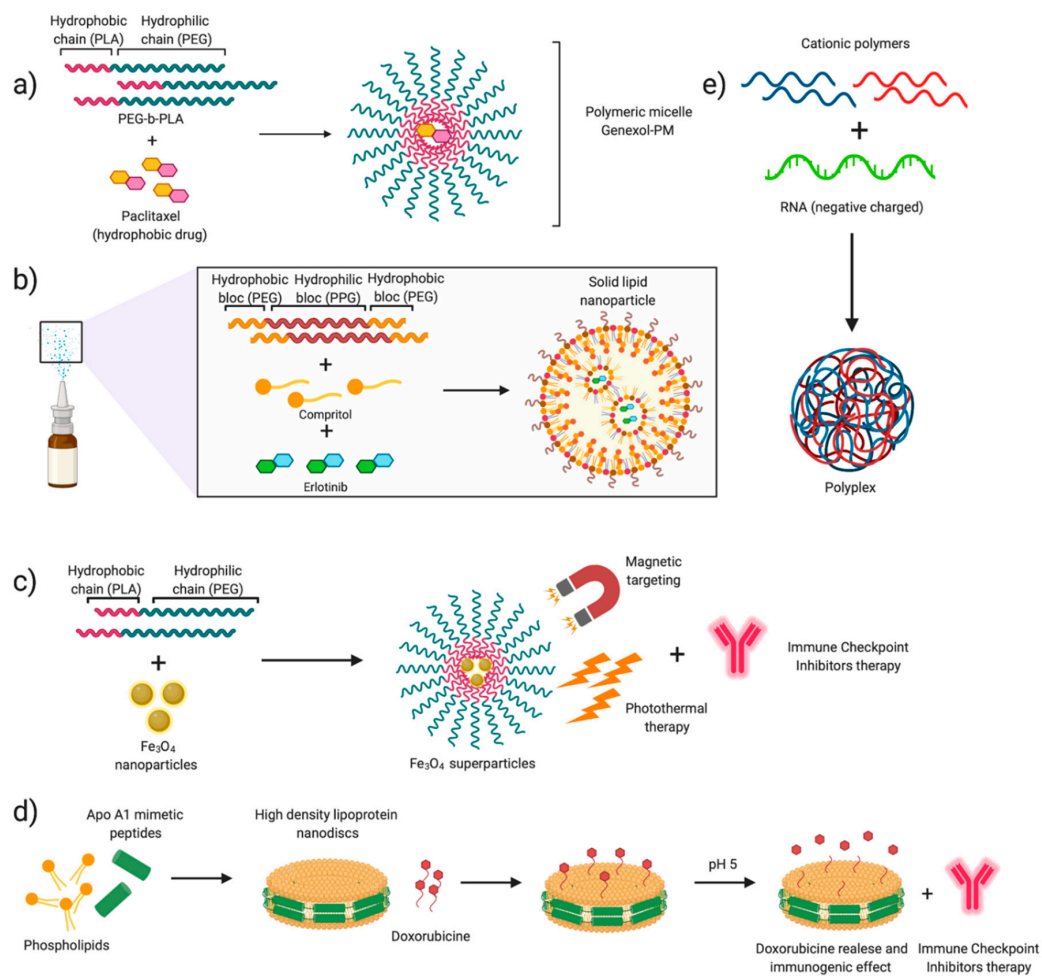 a)
Hydrophobic
chain (PLA)
Hydrophilic
chain (PEG)
PEG-b-PLA
+
Paclitaxel
(hydrophobic drug)
Polymeric micelle
Genexol-PM
e)
Cationic polymers
+
RNA (negative charged)
Polyplex
b)
Hydrophobic
bloc (PEG)
Hydrophilic
bloc (PPG)
Hydrophobic
bloc (PEG)
+
Compritol
+
Erlotinib
Solid lipid
nanoparticle
c)
Hydrophobic
chain (PLA)
Hydrophilic
chain (PEG)
+
Fe₃O₄
nanoparticles
Fe₃O₄ superparticles
Magnetic
targeting
Photothermal
therapy
+
Immune Checkpoint
Inhibitors therapy
d)
Apo A1 mimetic
peptides
Phospholipids
High density lipoprotein
nanodiscs
Doxorubicine
pH 5
Doxorubicine realese and
immunogenic effect
+
Immune Checkpoint
Inhibitors therapy